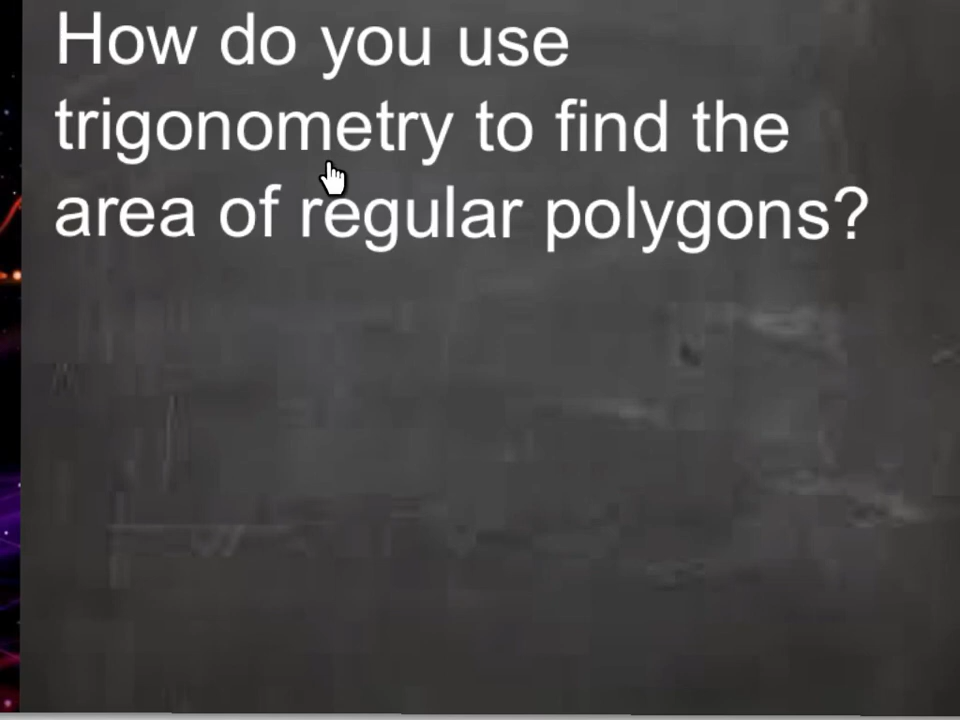 How do you use
trigonometry to find the
area of regular polygons?